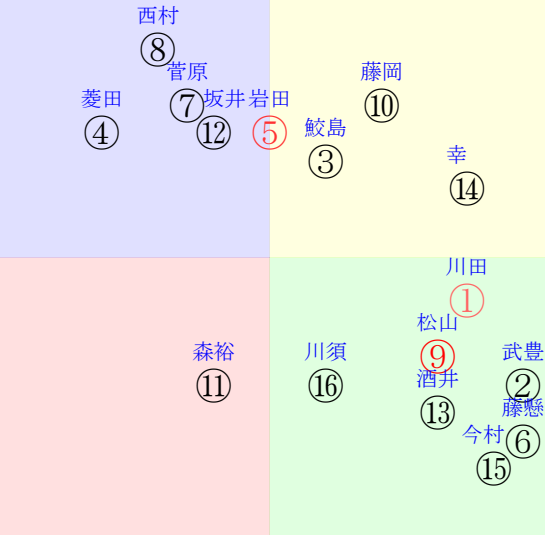 西村
⑧
菅原
藤岡
菱田
⑦
坂井
岩田
⑩
④
⑫
⑤
鮫島
③
幸
⑭
川田
①
松山
森裕
川須
⑨
武豊
⑪
⑯
酒井
②
⑬
藤懸
今村
⑥
⑮